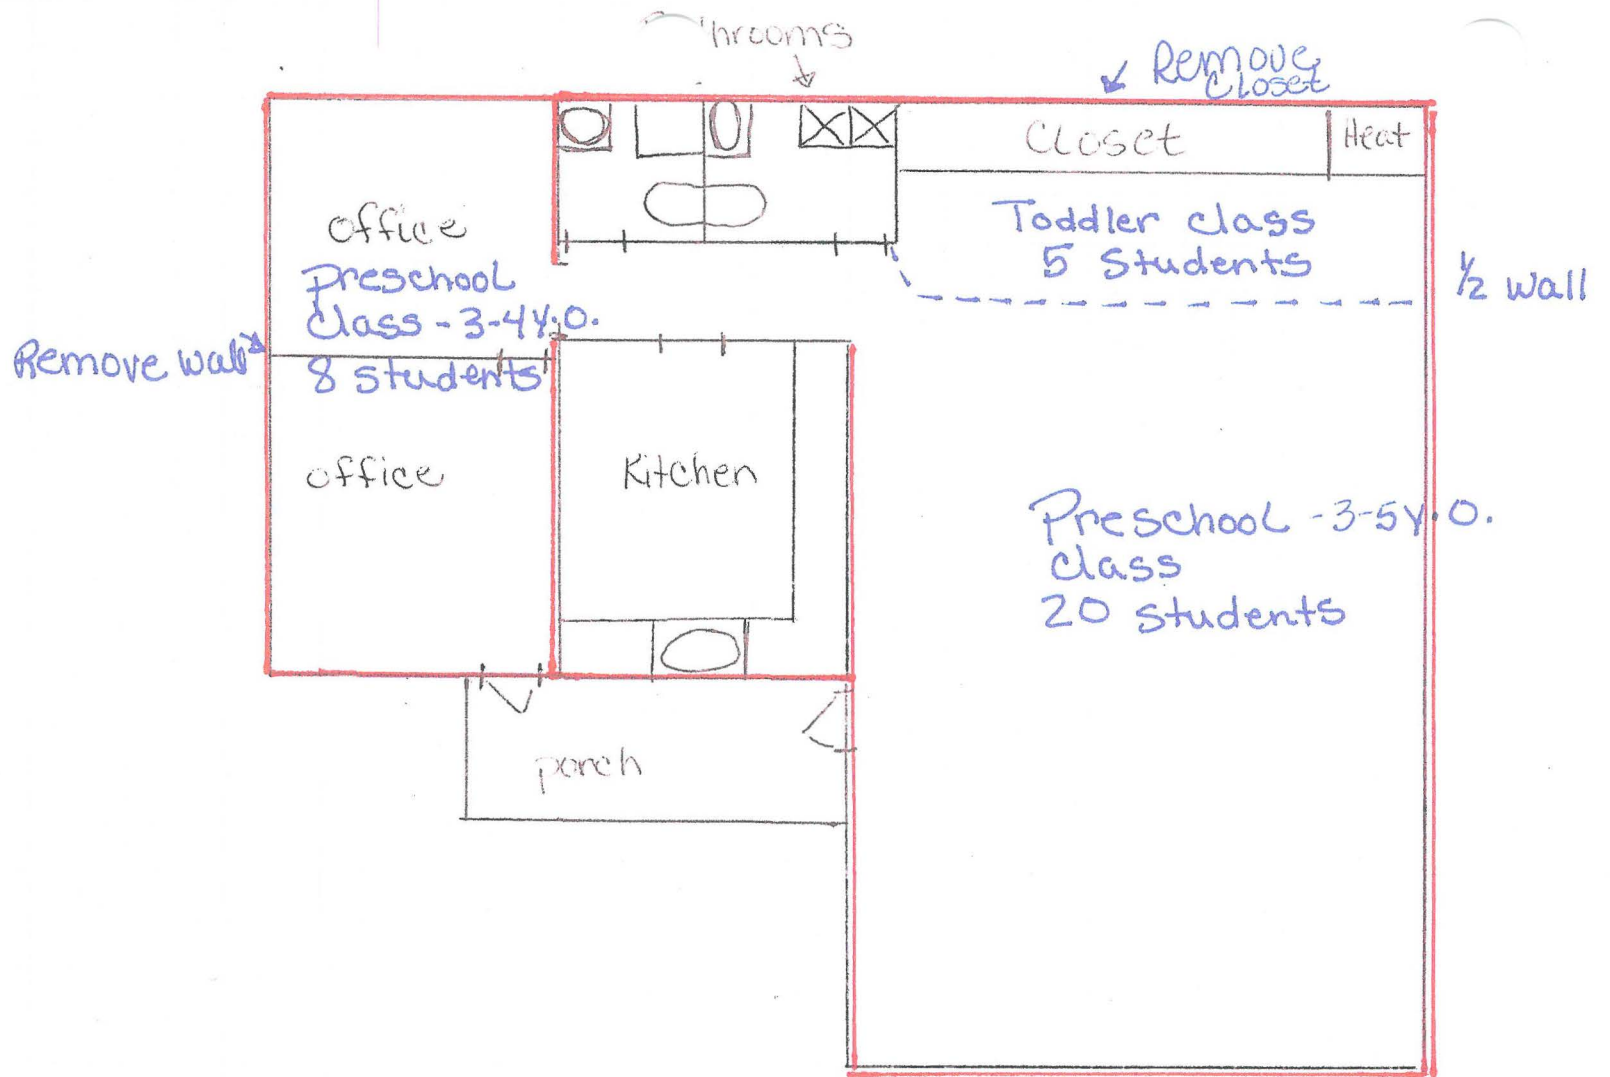 hrooms
Remove
Closet
Closet
Heat
office
Toddler class
5 Students
preschool
class - 3-4 y.o.
8 students
1/2 wall
Remove wall
office
Kitchen
Preschool - 3-5 y.o.
class
20 Students
porch